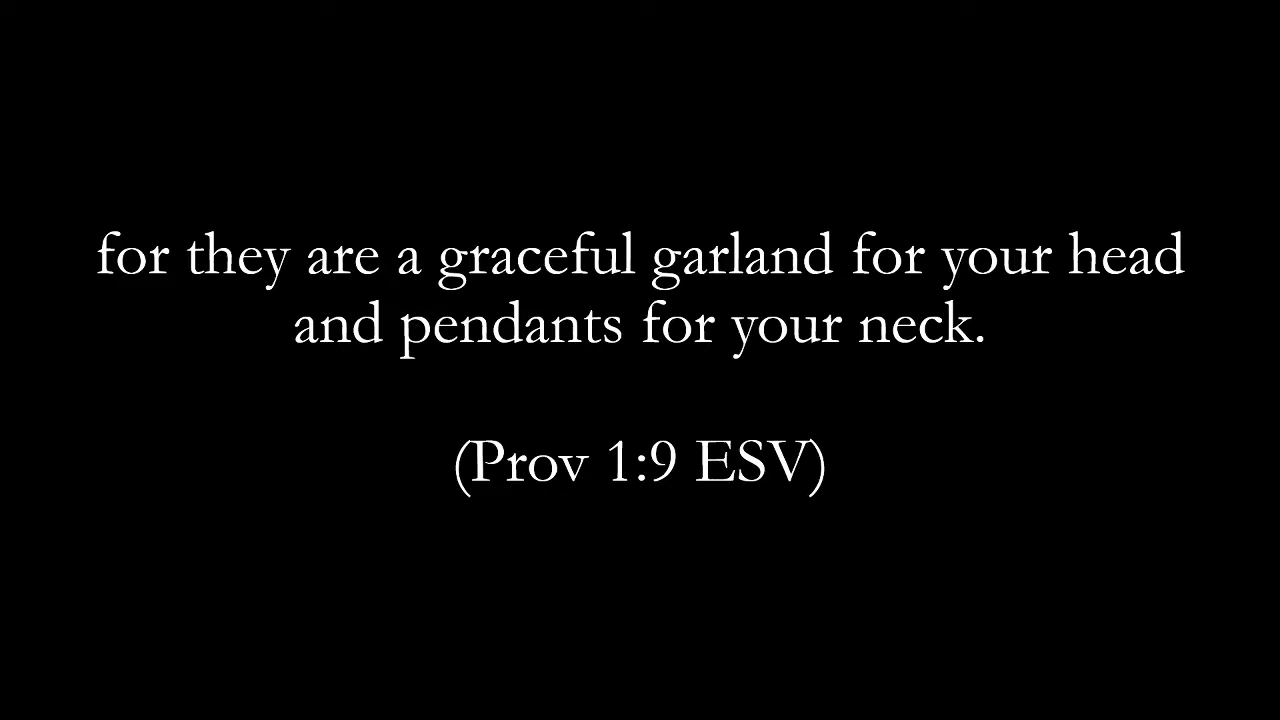 for they are a graceful garland for your head
and pendants for your neck.
(Prov 1:9 ESV)